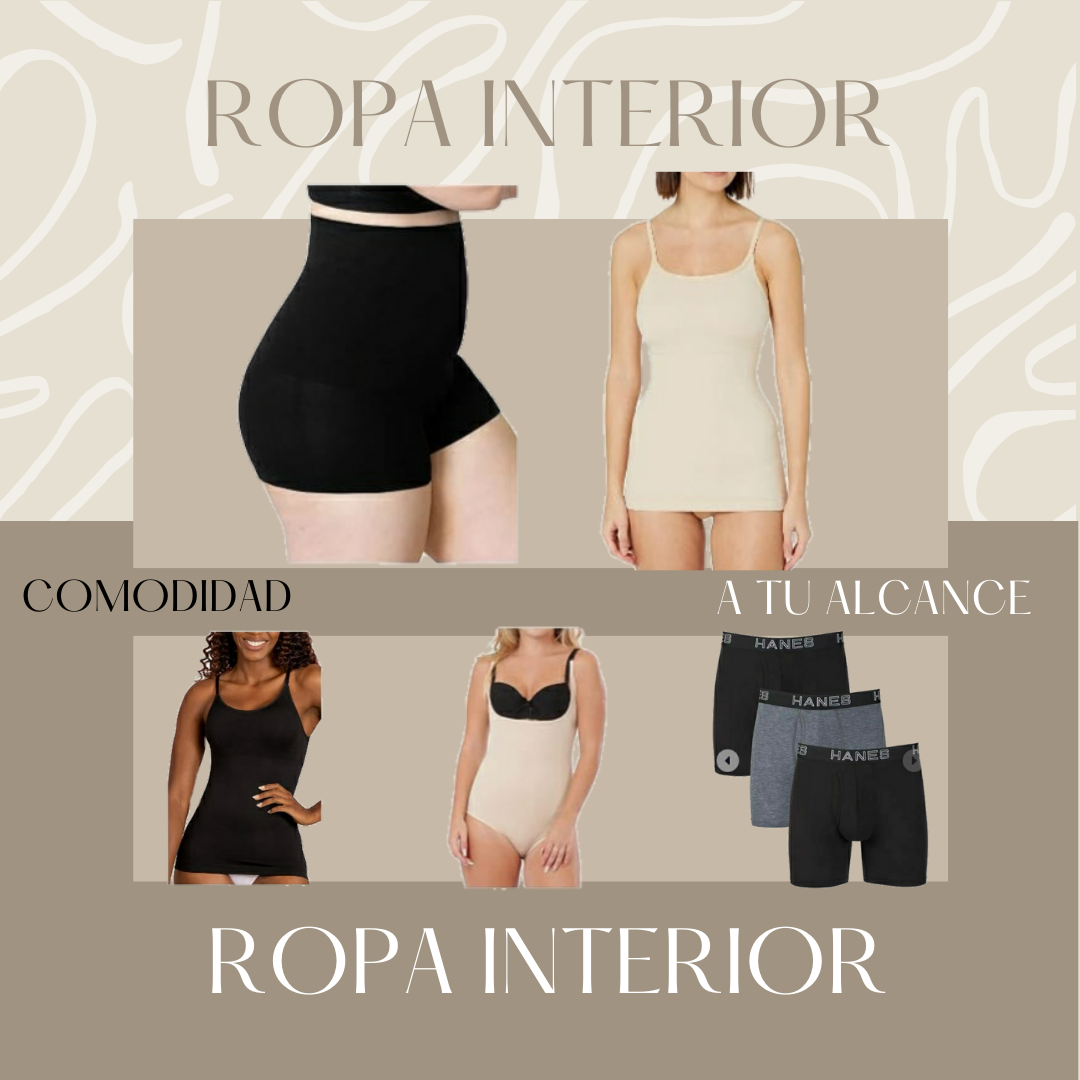 ROPA INTERIOR
COMODIDAD
A TU ALCANCE
HANES
HANES
HANES
ROPA INTERIOR